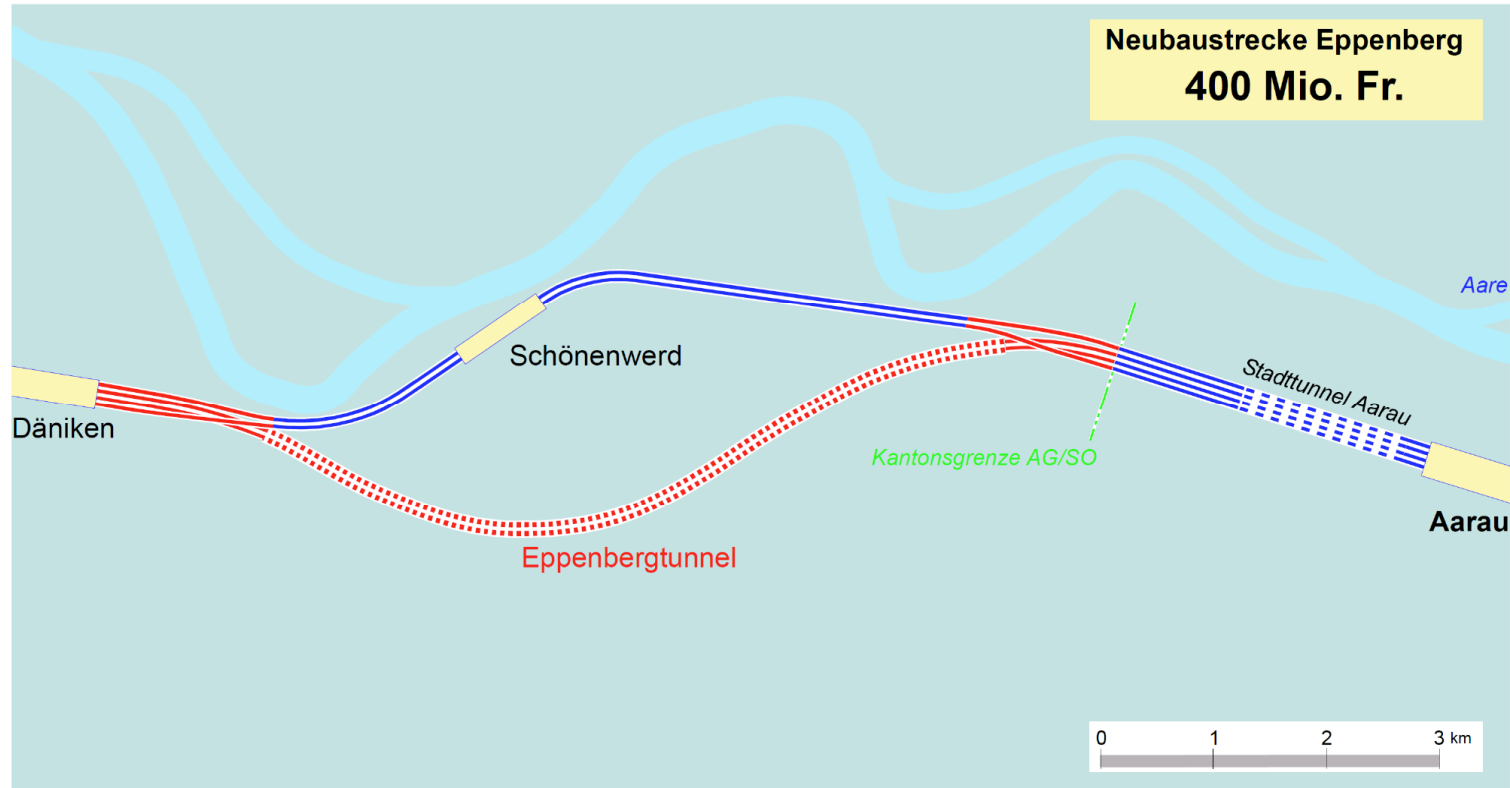 Neubaustrecke Eppenberg
400 Mio. Fr.
Aare
Schönenwerd
Stadttunnel Aarau
Däniken
Kantonsgrenze AG/SO
Aarau
Eppenbergtunnel
0 1 2 3 km